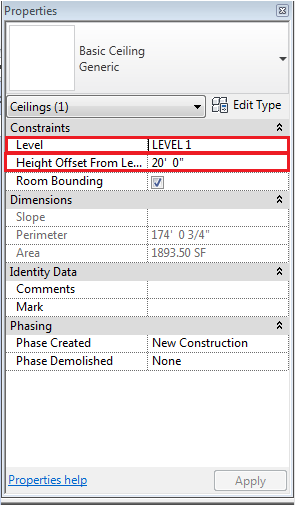 Properties
Basic Ceiling
Generic
Ceilings (1)
Edit Type
Constraints
Level LEVEL 1
Height Offset From Le... 20' 0"
Room Bounding
Dimensions
Slope
Perimeter 174' 0 3/4"
Area 1893.50 SF
Identity Data
Comments
Mark
Phasing
Phase Created New Construction
Phase Demolished None
Properties help
Apply